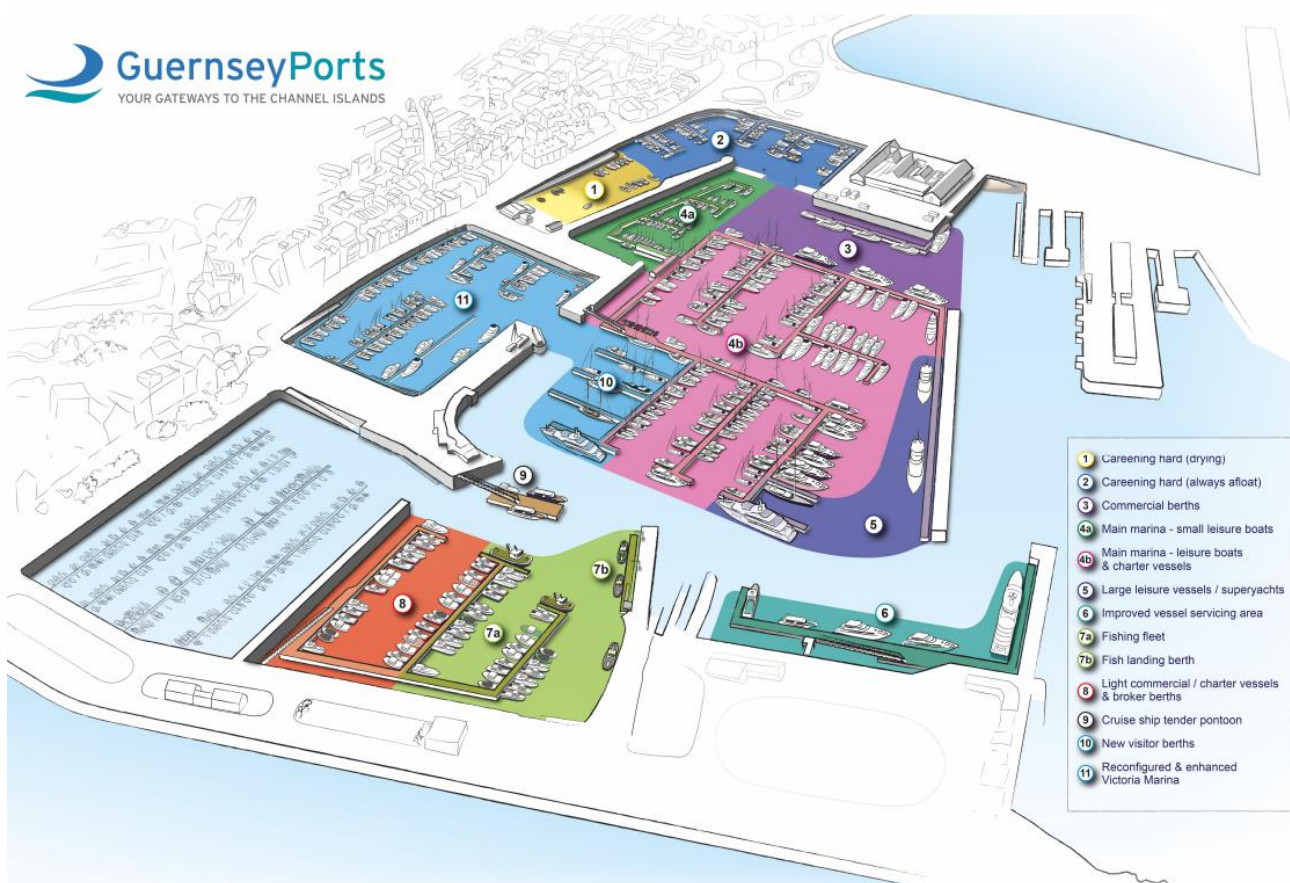 GuernseyPorts
YOUR GATEWAYS TO THE CHANNEL ISLANDS
2
1
4a
3
11
4b
10
9
5
7b
6
8
7a
1 Careening hard (drying)
2 Careening hard (always afloat)
3 Commercial berths
4a Main marina - small leisure boats
4b Main marina - leisure boats
& charter vessels
5 Large leisure vessels / superyachts
6 Improved vessel servicing area
7a Fishing fleet
7b Fish landing berth
8 Light commercial / charter vessels
& broker berths
9 Cruise ship tender pontoon
10 New visitor berths
11 Reconfigured & enhanced
Victoria Marina